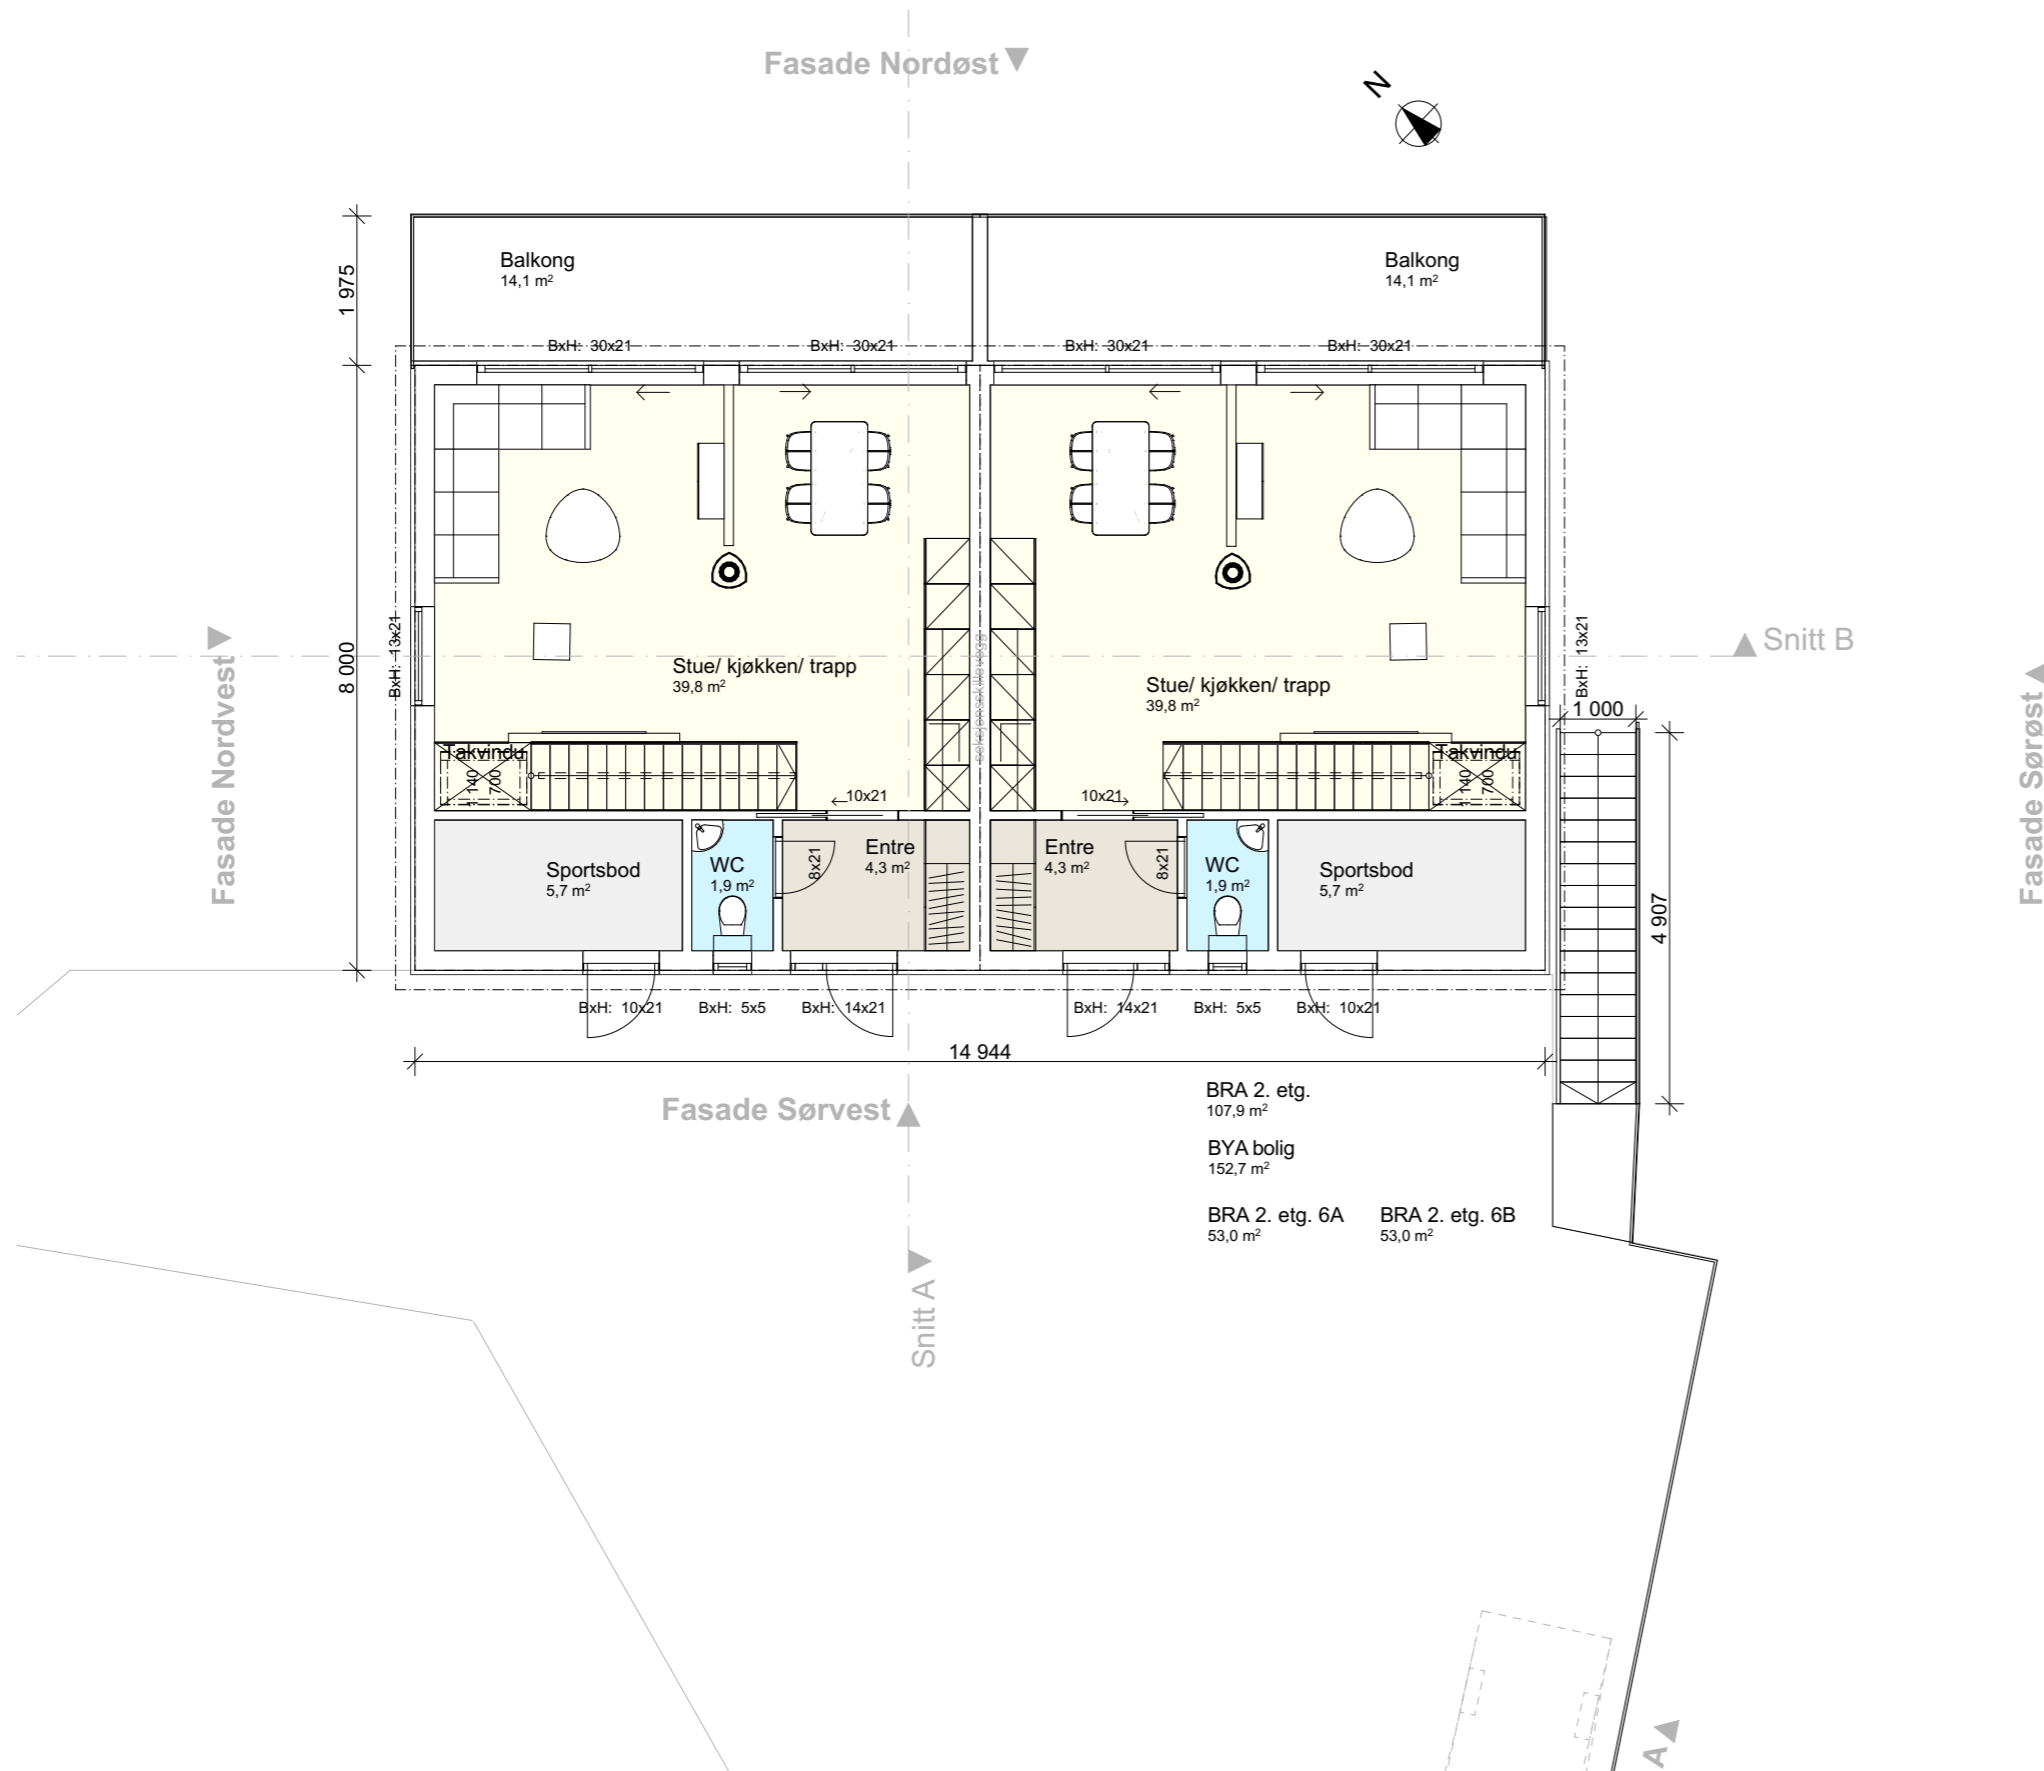 Fasade Nordøst
N
Balkong
14,1 m²
Balkong
14,1 m²
1 975
BxH: 30x21
BxH: 30x21
BxH: 30x21
BxH: 30x21
8 000
BxH: 13x21
BxH: 13x21
Fasade Nordvest
Snitt B
Fasade Sørøst
Stue/ kjøkken/ trapp
39,8 m²
Stue/ kjøkken/ trapp
39,8 m²
seksjonsskillevegg
1 000
Takvindu
1 140
700
Takvindu
1 140
700
10x21
10x21
Sportsbod
5,7 m²
WC
1,9 m²
8x21
Entre
4,3 m²
Entre
4,3 m²
8x21
WC
1,9 m²
Sportsbod
5,7 m²
4 907
BxH: 10x21
BxH: 5x5
BxH: 14x21
BxH: 14x21
BxH: 5x5
BxH: 10x21
14 944
Fasade Sørvest
BRA 2. etg.
107,9 m²
BYA bolig
152,7 m²
BRA 2. etg. 6A
53,0 m²
BRA 2. etg. 6B
53,0 m²
Snitt A
A